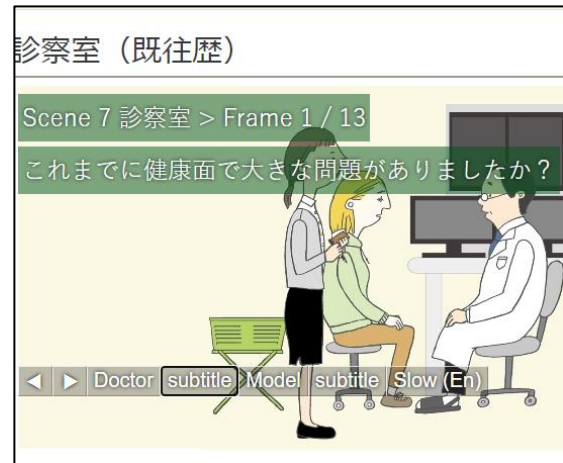 診察室（既往歴）
Scene 7 診察室 > Frame 1 / 13
これまでに健康面で大きな問題がありましたか？
◀ ▶ Doctor subtitle Model subtitle Slow (En)